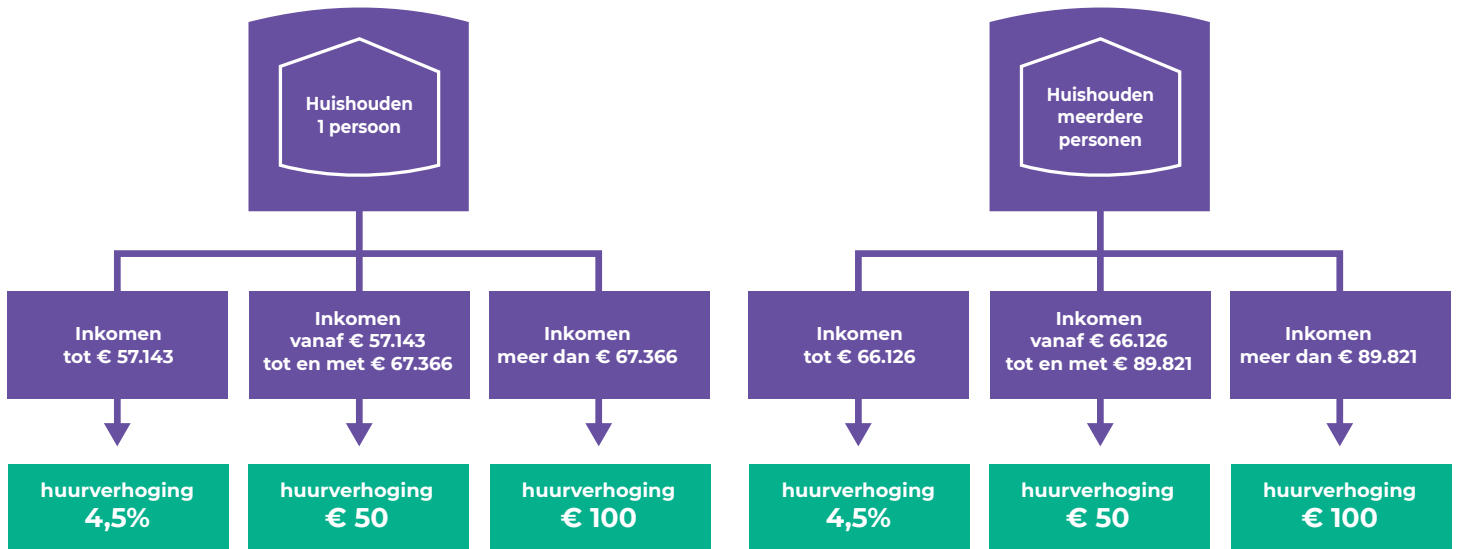 Huishouden
1 persoon
Inkomen
tot € 57.143
Inkomen
vanaf € 57.143
tot en met € 67.366
Inkomen
meer dan € 67.366
huurverhoging
4,5%
huurverhoging
€ 50
huurverhoging
€ 100
Huishouden
meerdere
personen
Inkomen
tot € 66.126
Inkomen
vanaf € 66.126
tot en met € 89.821
Inkomen
meer dan € 89.821
huurverhoging
4,5%
huurverhoging
€ 50
huurverhoging
€ 100